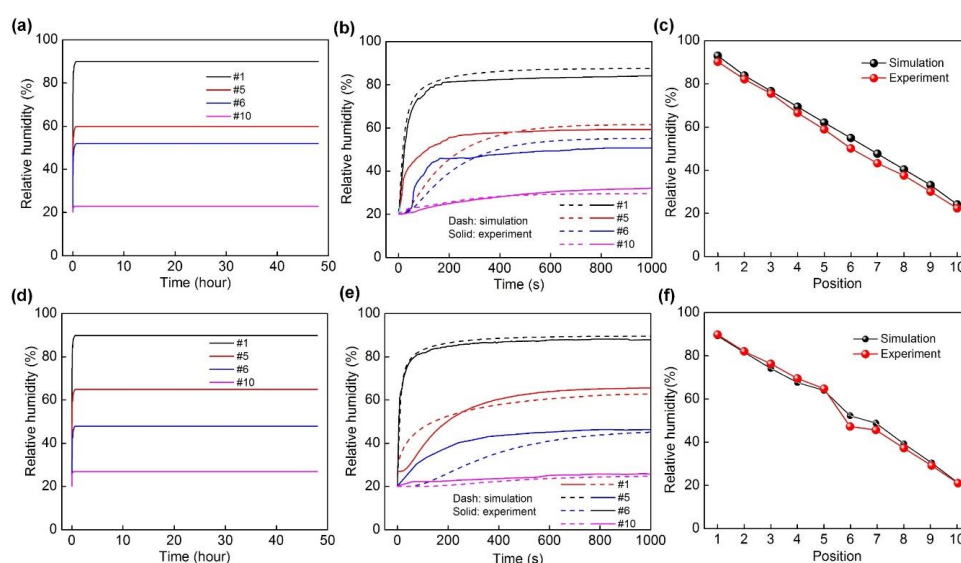 (a)
100
80
60
40
20
0
Relative humidity (%)
#1
#5
#6
#10
0 10 20 30 40 50
Time (hour)
(b)
100
80
60
40
20
0
Relative humidity (%)
Dash: simulation
Solid: experiment
#1
#5
#6
#10
0 200 400 600 800 1000
Time (s)
(c)
100
80
60
40
20
0
Relative humidity (%)
Simulation
Experiment
1 2 3 4 5 6 7 8 9 10
Position
(d)
100
80
60
40
20
0
Relative humidity (%)
#1
#5
#6
#10
0 10 20 30 40 50
Time (hour)
(e)
100
80
60
40
20
0
Relative humidity (%)
Dash: simulation
Solid: experiment
#1
#5
#6
#10
0 200 400 600 800 1000
Time (s)
(f)
100
80
60
40
20
0
Relative humidity(%)
Simulation
Experiment
1 2 3 4 5 6 7 8 9 10
Position